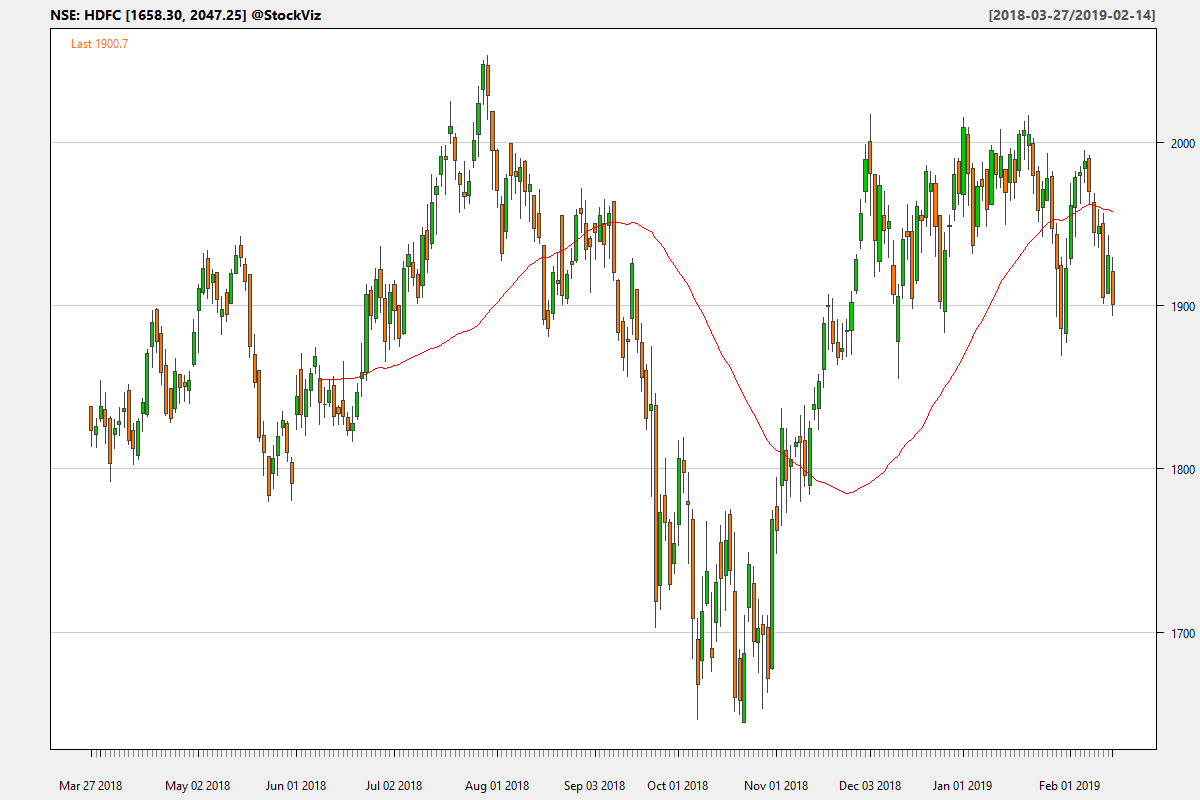 NSE: HDFC [1658.30, 2047.25] @StockViz [2018-03-27/2019-02-14]
Last 1900.7
2000
1900
1800
1700
Mar 27 2018 May 02 2018 Jun 01 2018 Jul 02 2018 Aug 01 2018 Sep 03 2018 Oct 01 2018 Nov 01 2018 Dec 03 2018 Jan 01 2019 Feb 01 2019